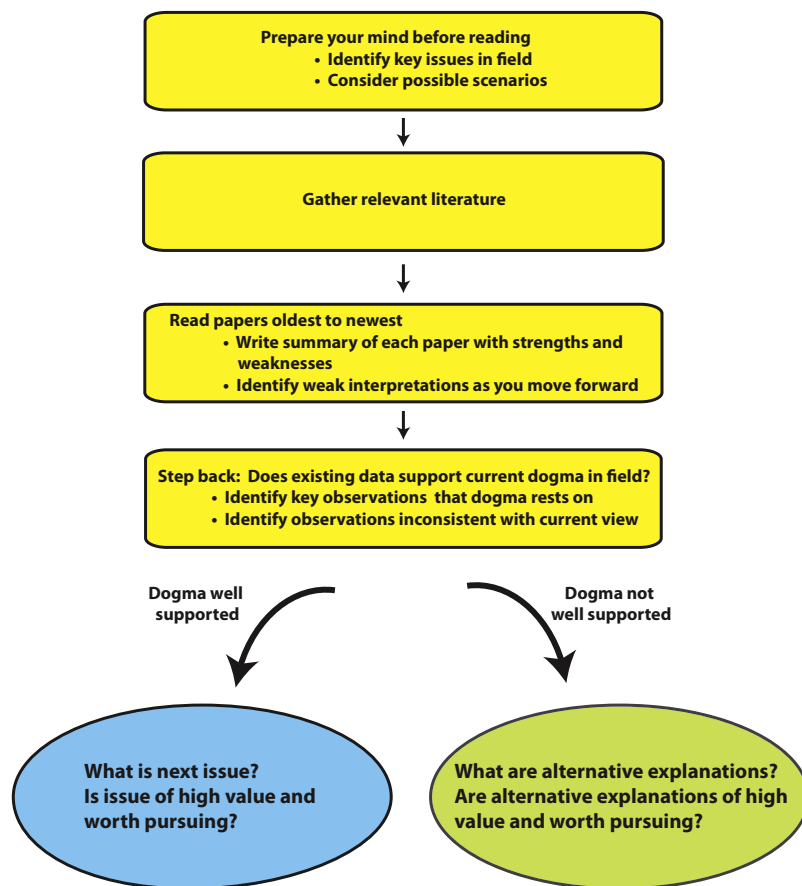 Prepare your mind before reading
• Identify key issues in field
• Consider possible scenarios
Gather relevant literature
Read papers oldest to newest
• Write summary of each paper with strengths and
weaknesses
• Identify weak interpretations as you move forward
Step back: Does existing data support current dogma in field?
• Identify key observations that dogma rests on
• Identify observations inconsistent with current view
Dogma well
supported
Dogma not
well supported
What is next issue?
Is issue of high value and
worth pursuing?
What are alternative explanations?
Are alternative explanations of high
value and worth pursuing?